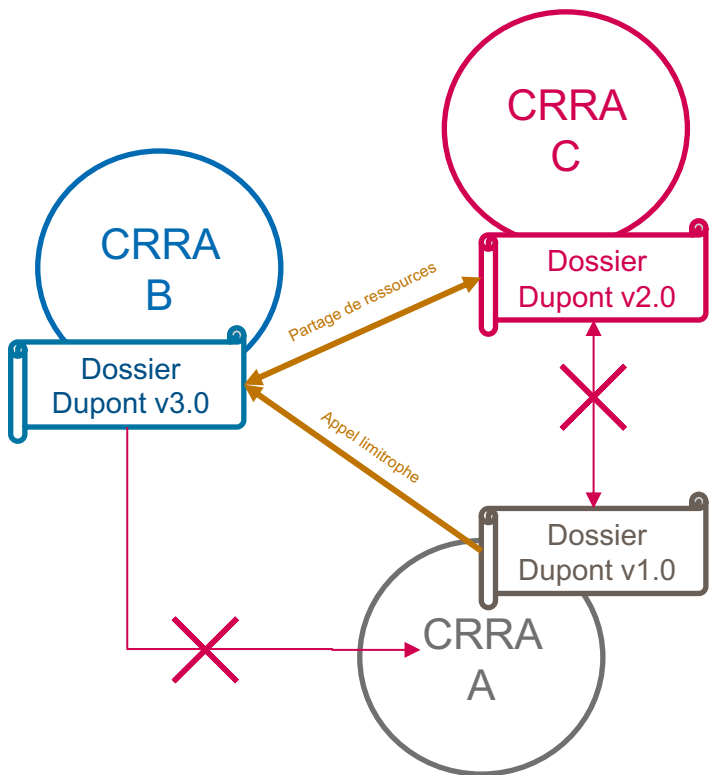 CRRA
C
Dossier
Dupont v2.0
CRRA
B
Partage de ressources
Dossier
Dupont v3.0
Appel limitrophe
Dossier
Dupont v1.0
CRRA
A